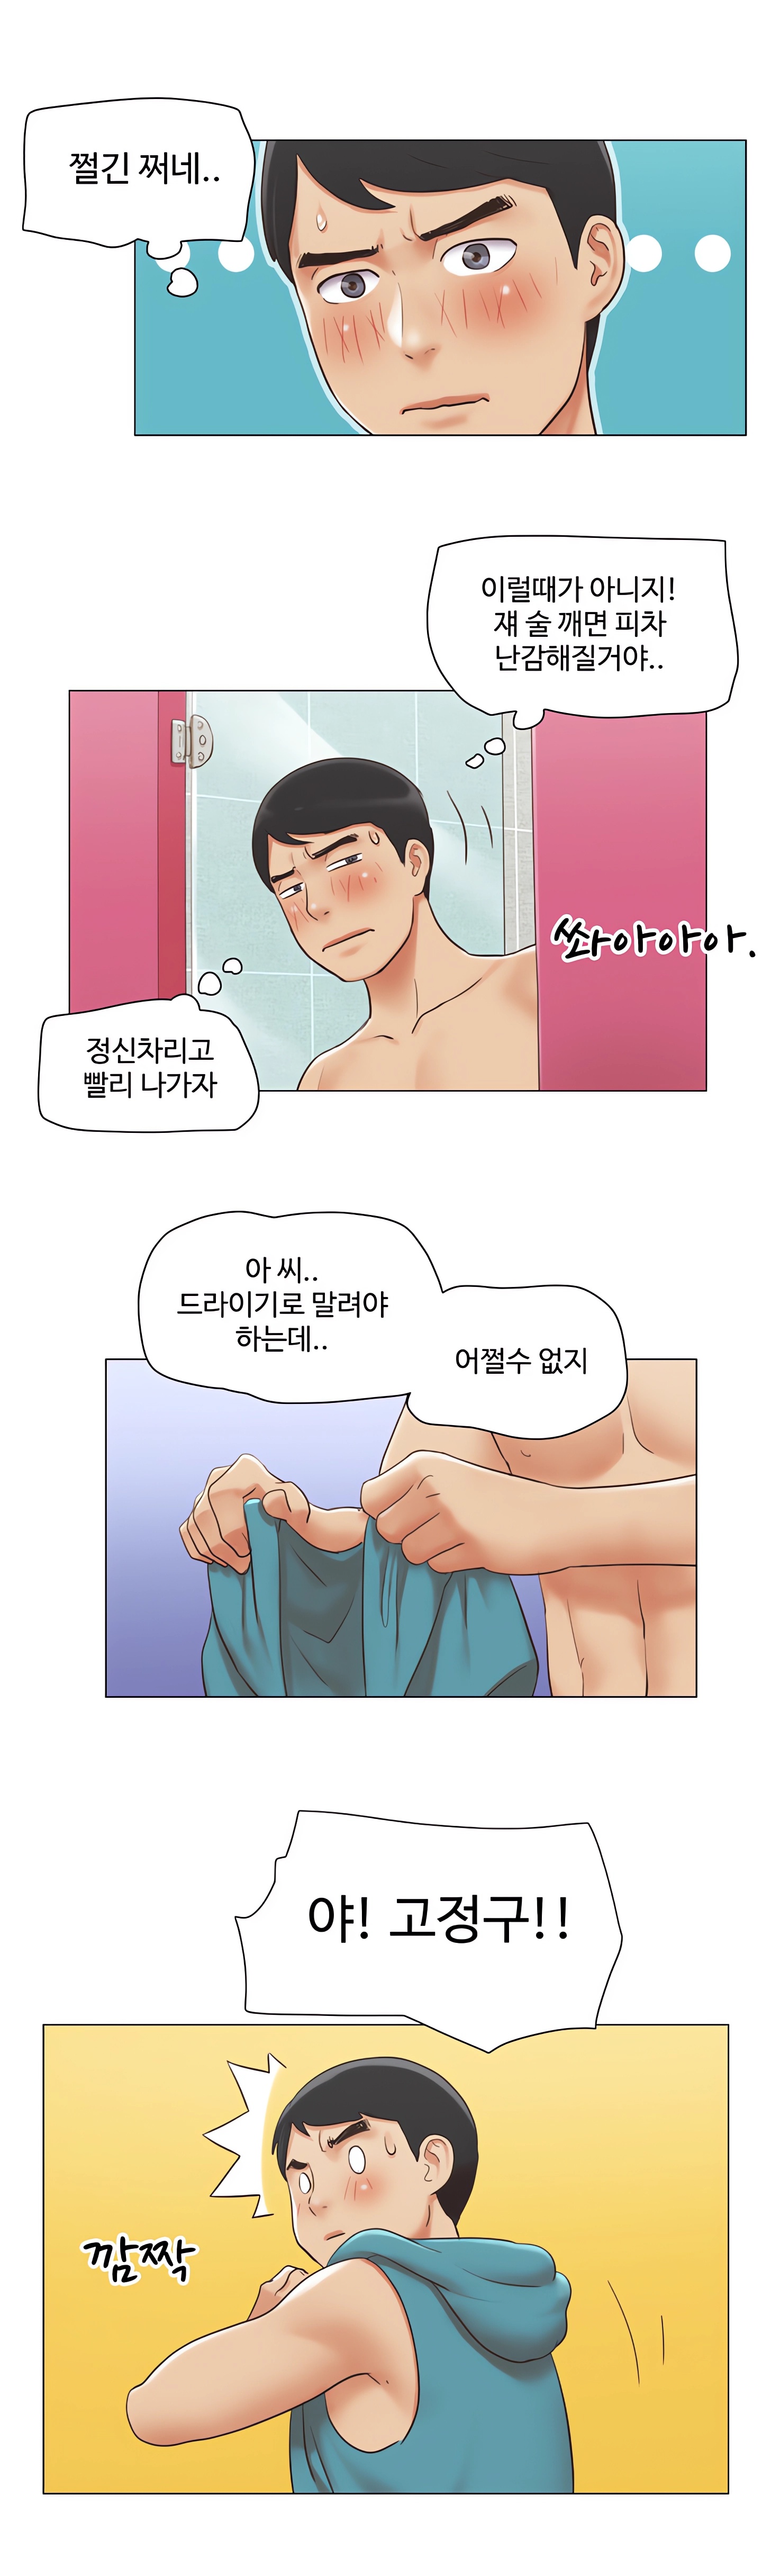 쩔긴 쩌네..
이럴때가 아니지!
쟤 술 깨면 피차
난감해질거야..
쏴아아아.
정신차리고
빨리 나가자
아 씨..
드라이기로 말려야
하는데..
어쩔수 없지
야! 고정구!!
깜짝